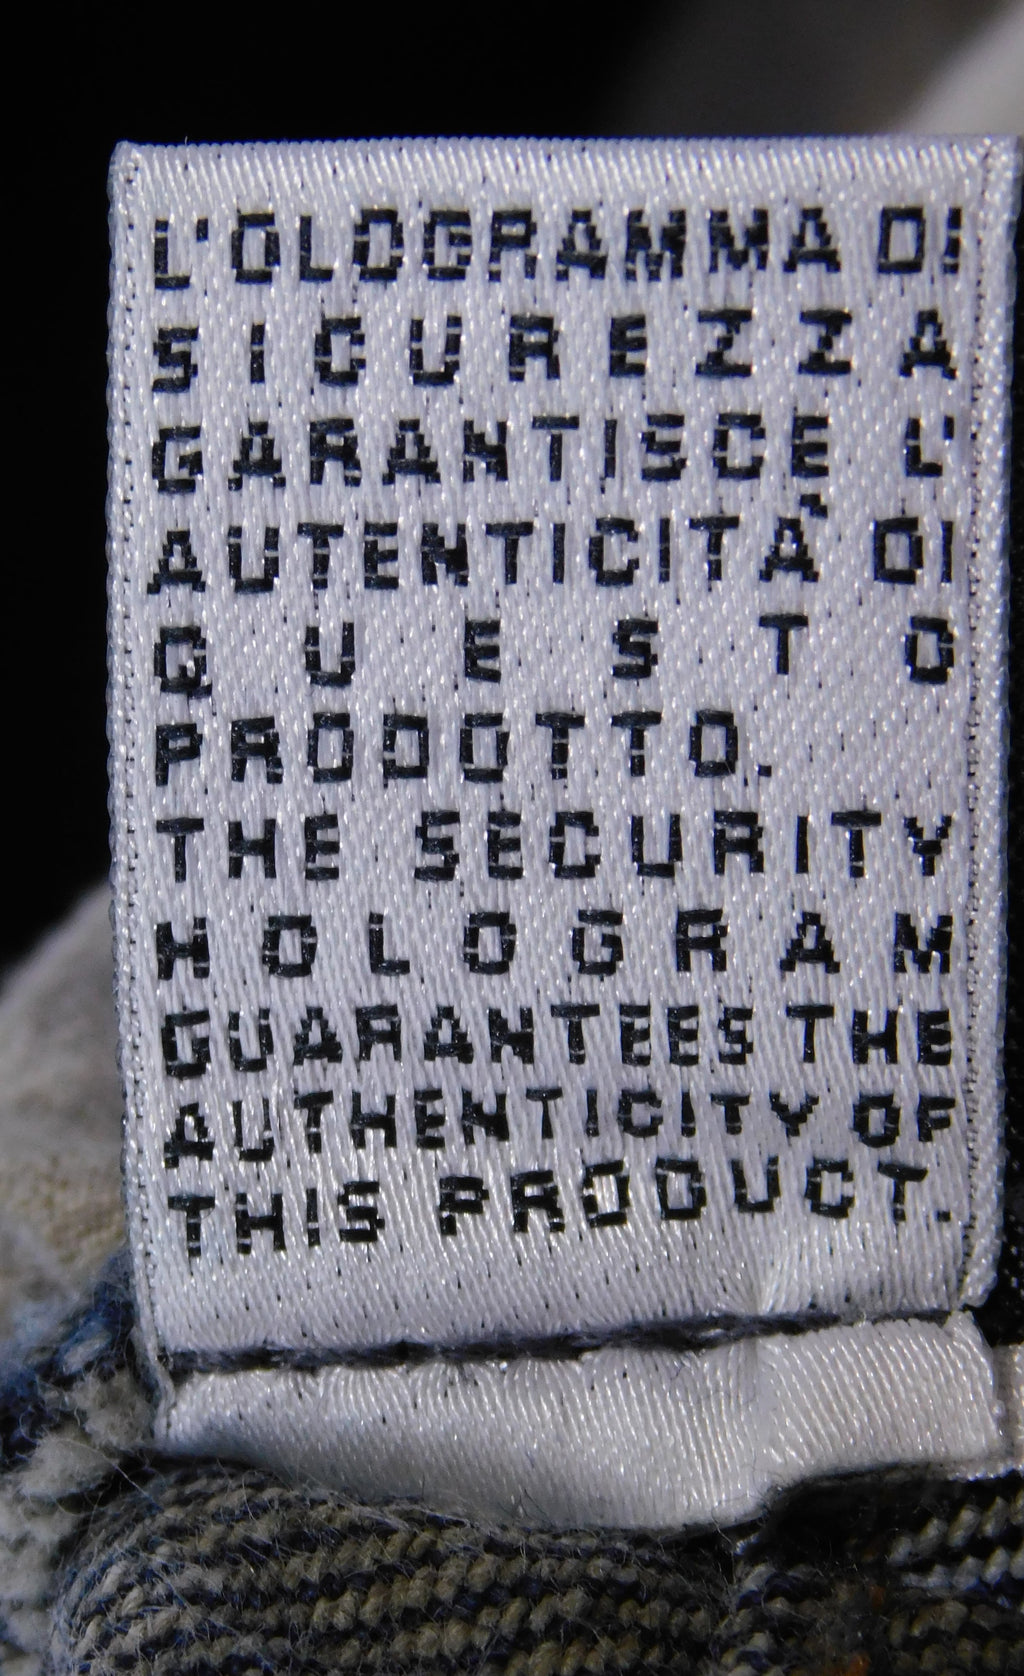 L'OLOGRAMMA DI
SICUREZZA
GARANTISCE L'
AUTENTICITÀ DI
QUESTO
PRODOTTO.
THE SECURITY
HOLOGRAM
GUARANTEES THE
AUTHENTICITY OF
THIS PRODUCT.